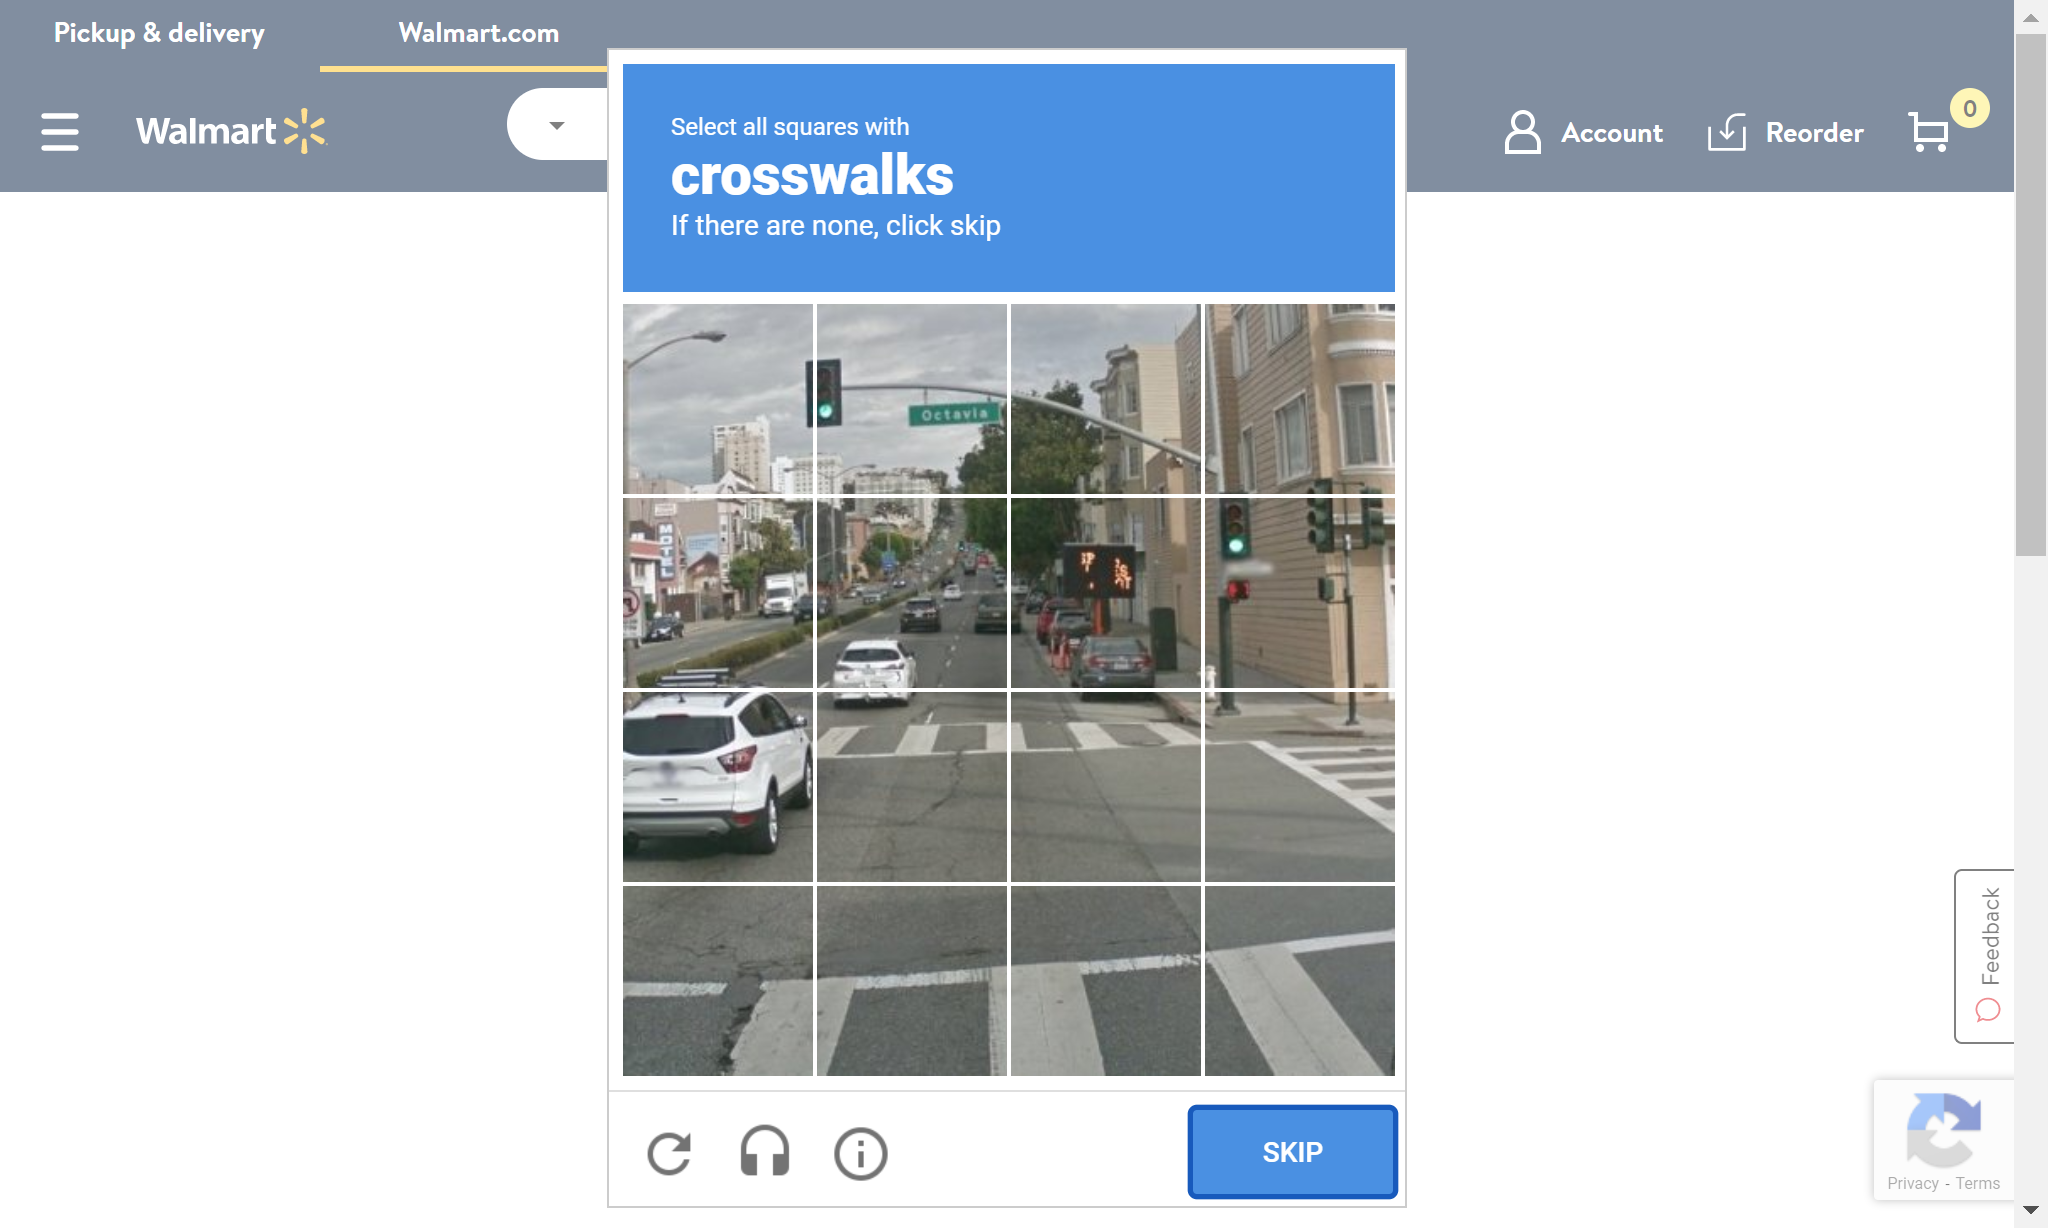 Pickup & delivery
Walmart.com
Walmart
Account
Reorder
0
Select all squares with
crosswalks
If there are none, click skip
Octavia
MOTEL
SKIP
Feedback
Privacy - Terms